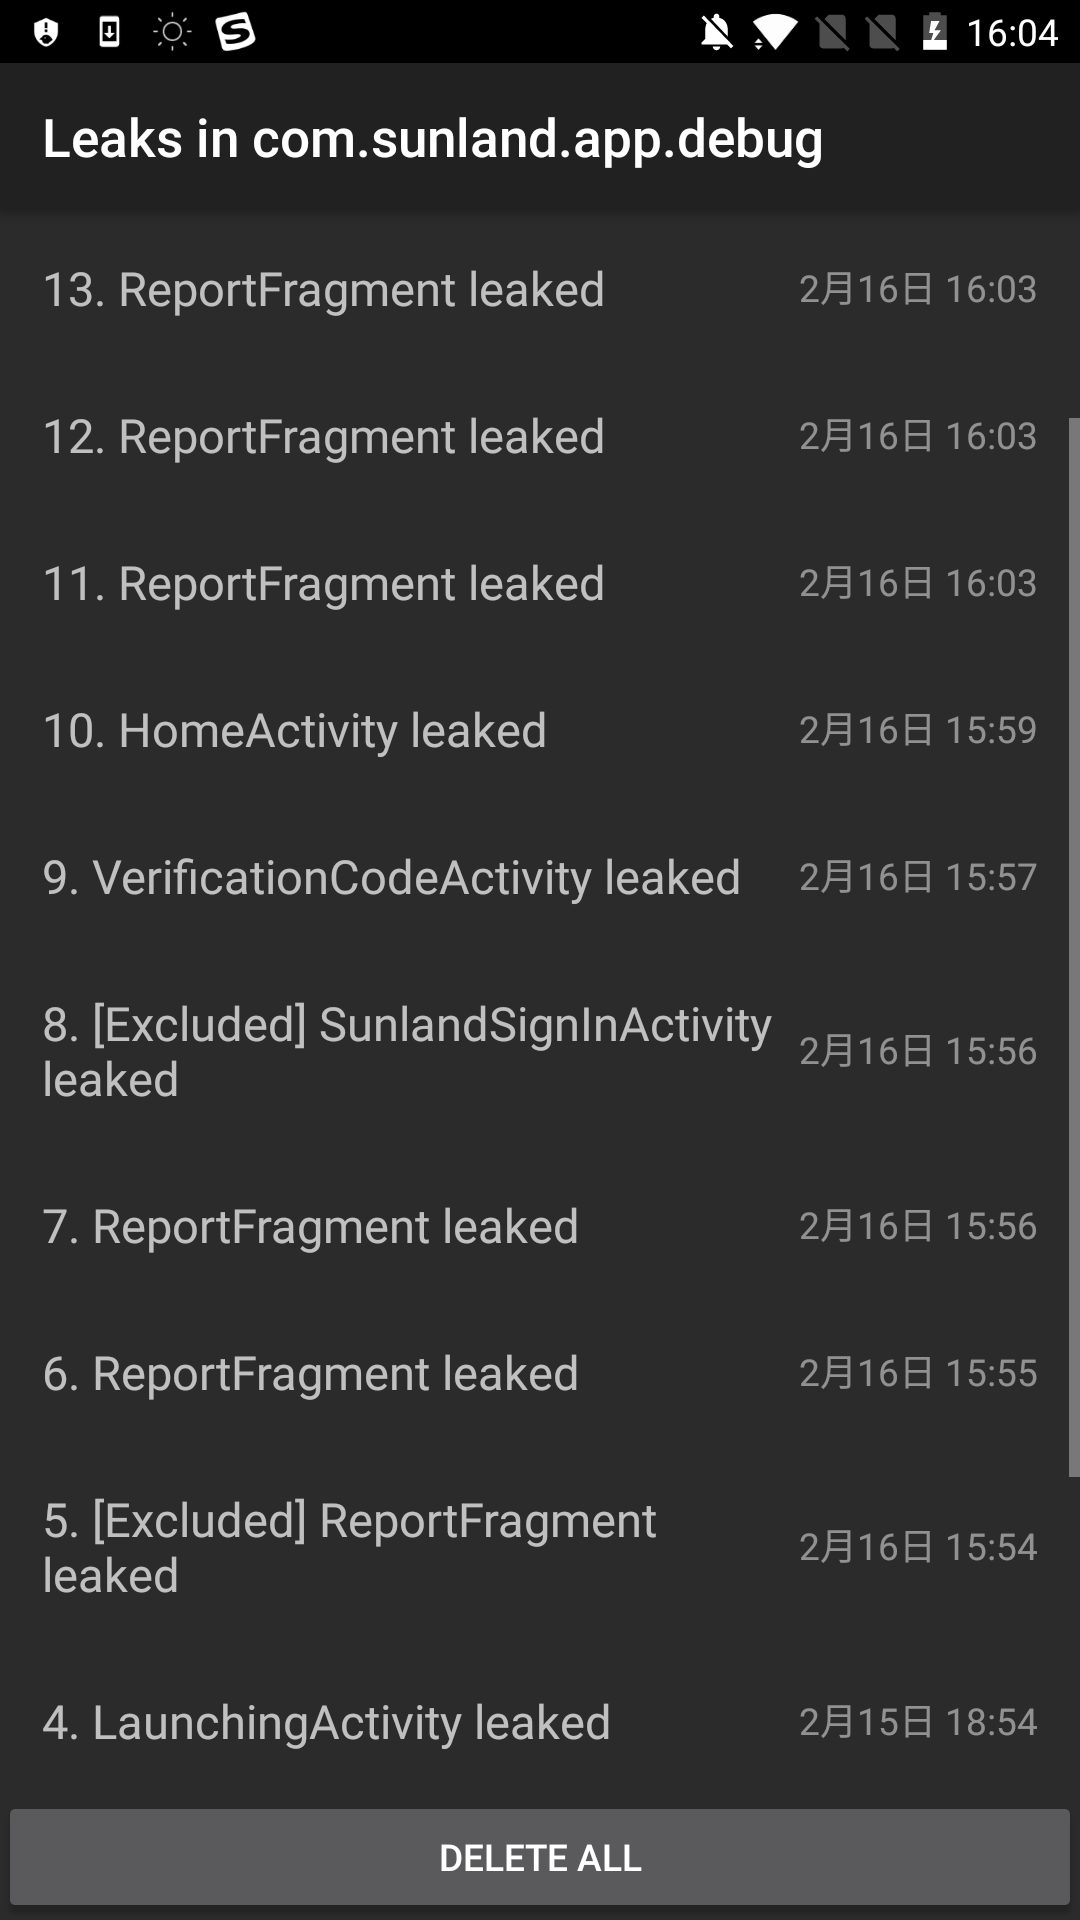 16:04
Leaks in com.sunland.app.debug
13. ReportFragment leaked 2月16日 16:03
12. ReportFragment leaked 2月16日 16:03
11. ReportFragment leaked 2月16日 16:03
10. HomeActivity leaked 2月16日 15:59
9. VerificationCodeActivity leaked 2月16日 15:57
8. [Excluded] SunlandSignInActivity
leaked
2月16日 15:56
7. ReportFragment leaked 2月16日 15:56
6. ReportFragment leaked 2月16日 15:55
5. [Excluded] ReportFragment
leaked
2月16日 15:54
4. LaunchingActivity leaked 2月15日 18:54
DELETE ALL